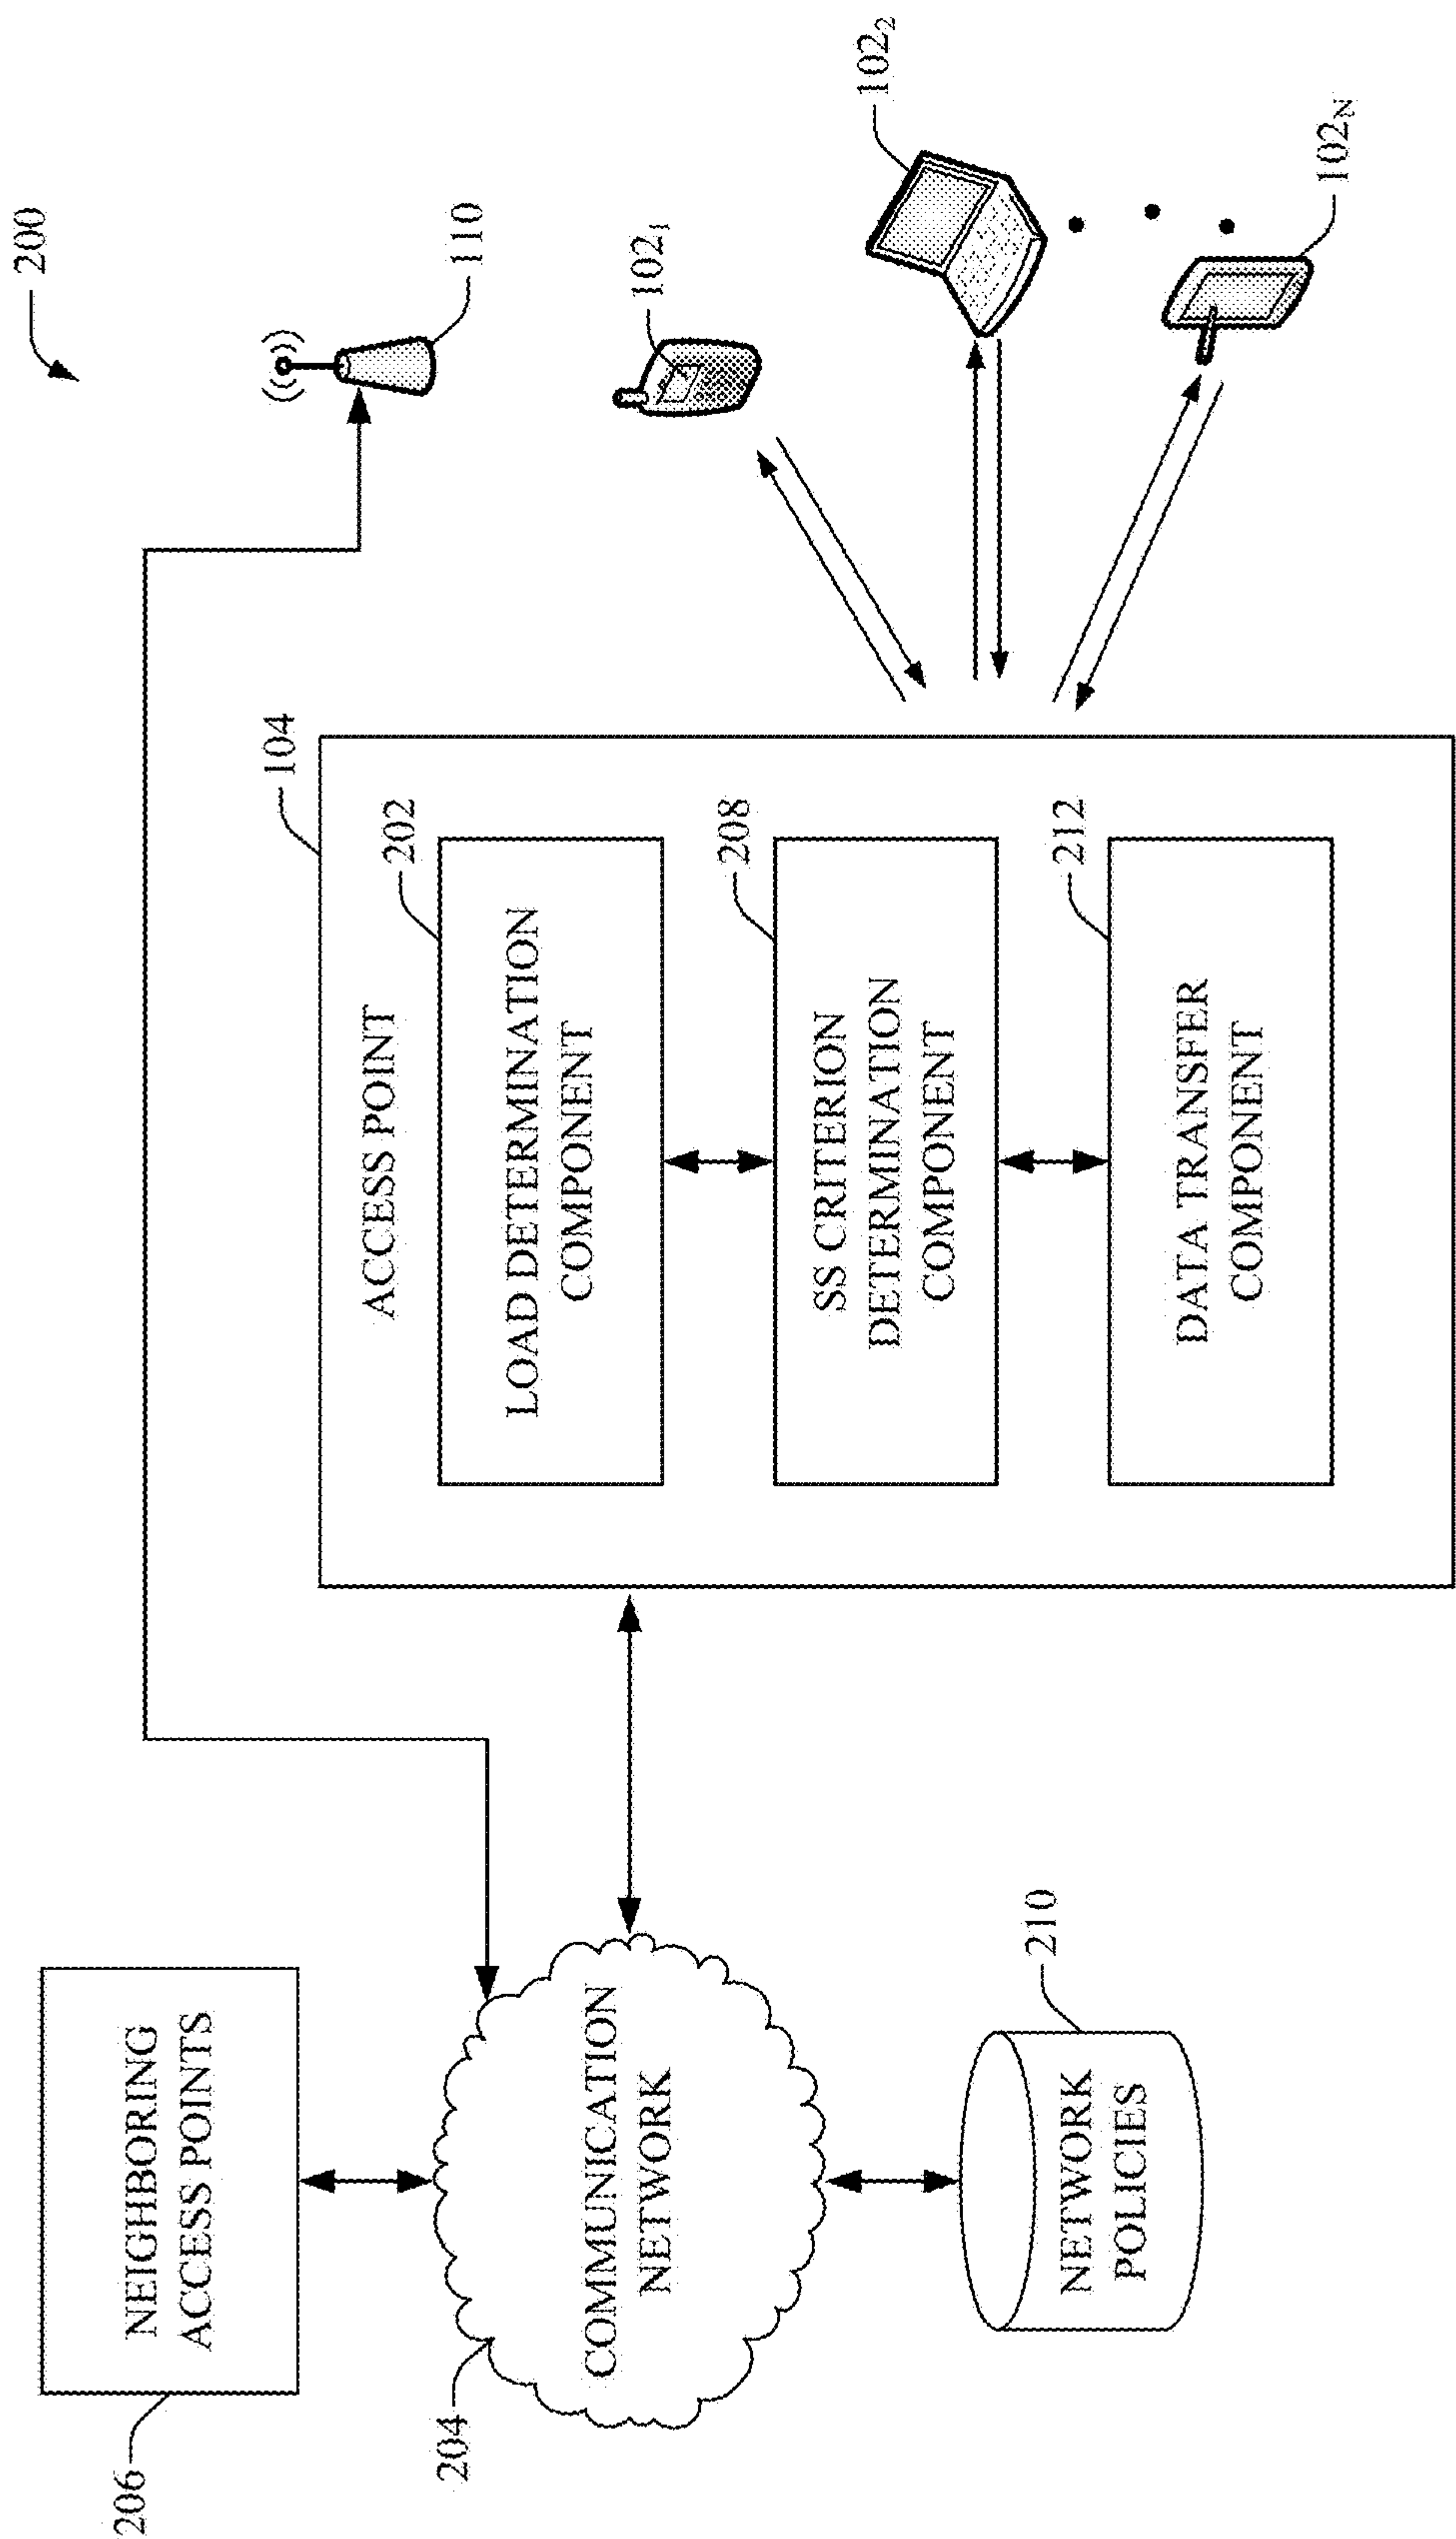 200
206
NEIGHBORING
ACCESS POINTS
110
104
ACCESS POINT
202
LOAD DETERMINATION
COMPONENT
204
COMMUNICATION
NETWORK
102₁
208
SS CRITERION
DETERMINATION
COMPONENT
102₂
210
NETWORK
POLICIES
212
DATA TRANSFER
COMPONENT
102N